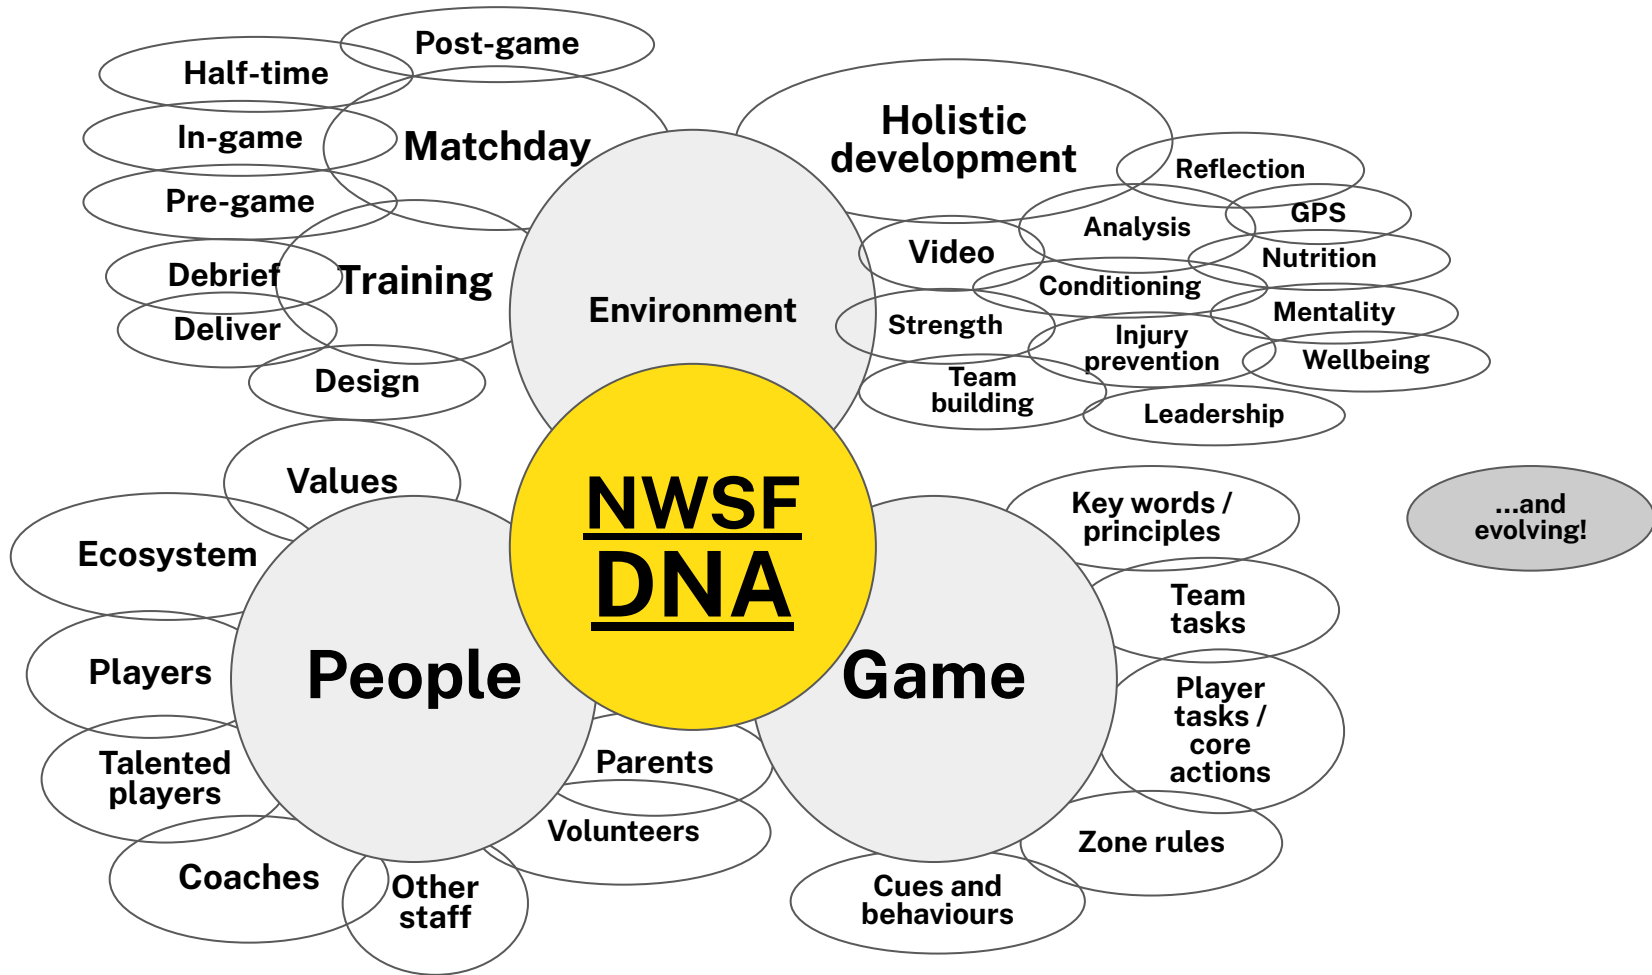 Post-game
Half-time
In-game
Matchday
Pre-game
Debrief
Training
Deliver
Design
Environment
Holistic
development
Reflection
GPS
Analysis
Video
Nutrition
Conditioning
Mentality
Strength
Injury
prevention
Wellbeing
Team
building
Leadership
NWSF
DNA
Values
Ecosystem
Players
People
Talented
players
Coaches
Other
staff
Parents
Volunteers
Game
Key words /
principles
Team
tasks
Player
tasks /
core
actions
Zone rules
Cues and
behaviours
...and
evolving!